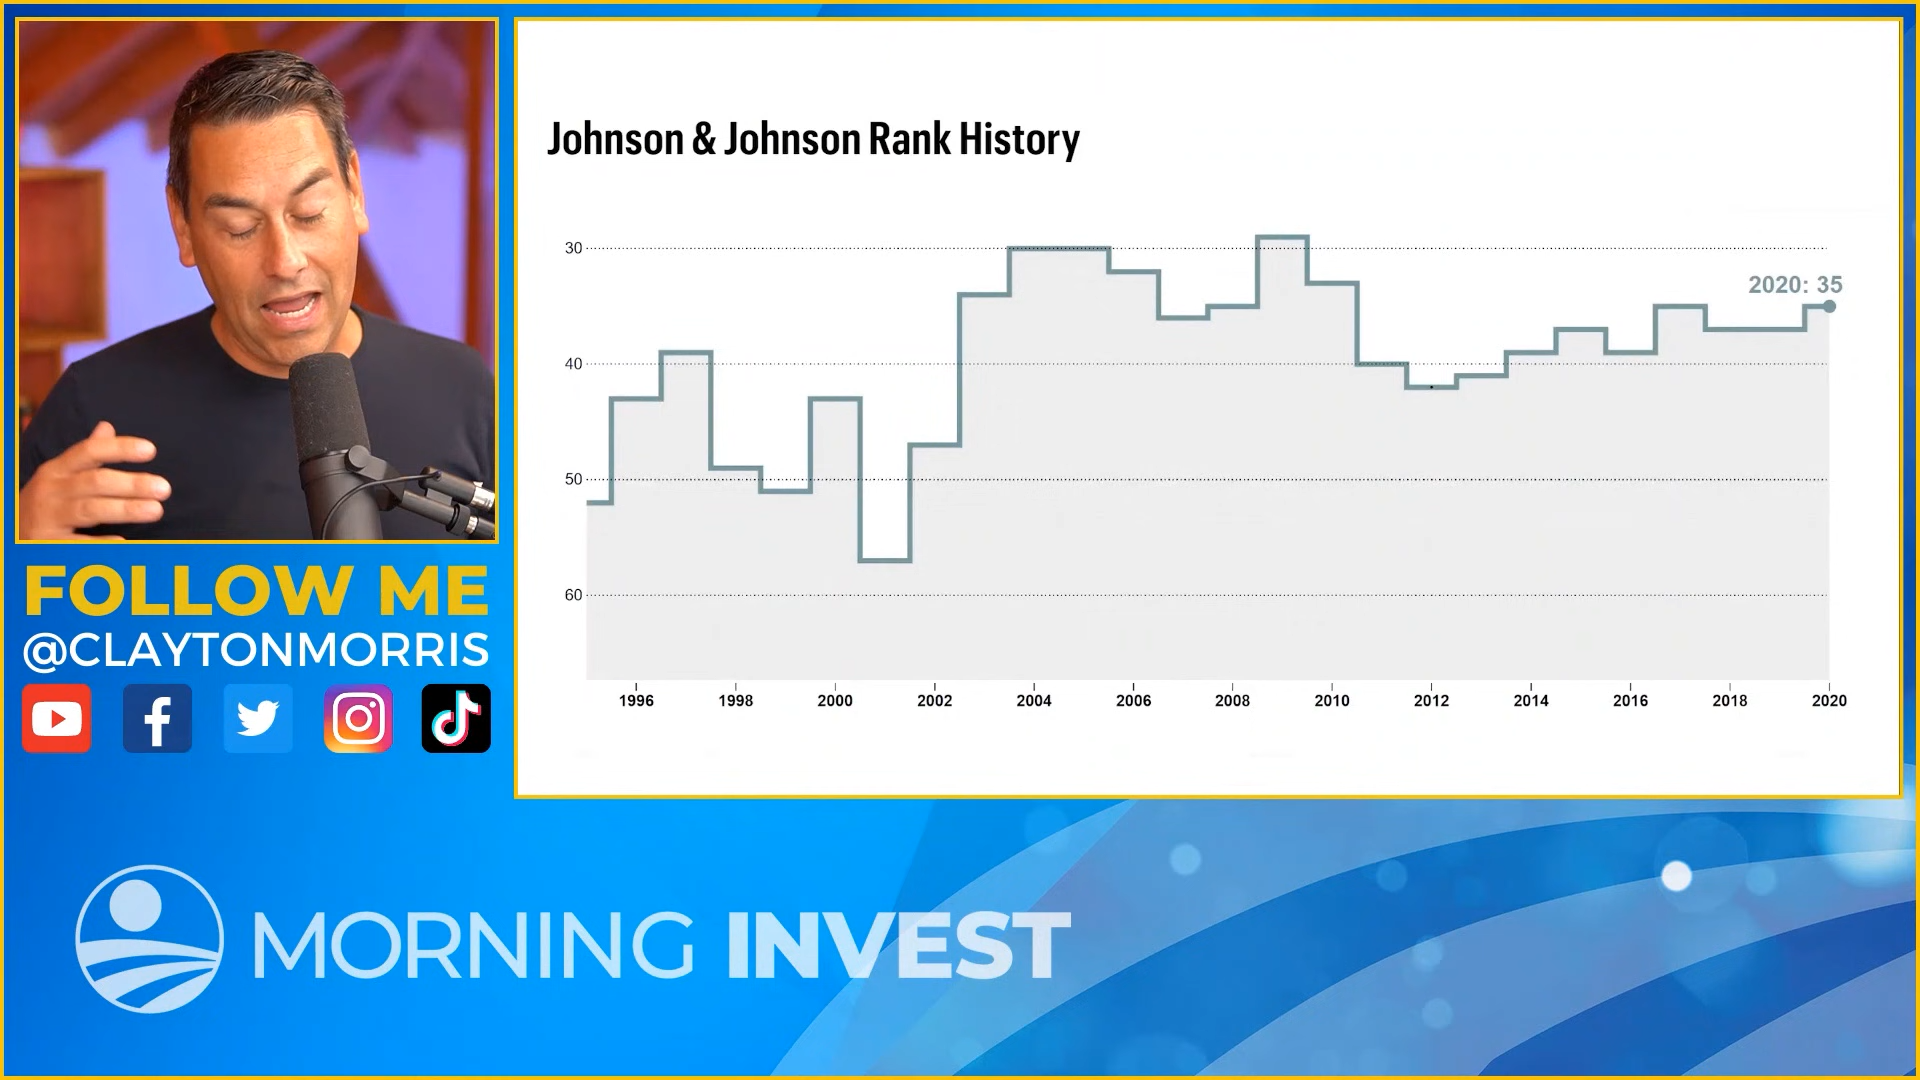 Johnson & Johnson Rank History
30
2020: 35
40
50
60
1996 1998 2000 2002 2004 2006 2008 2010 2012 2014 2016 2018 2020
FOLLOW ME
@CLAYTONMORRIS
MORNING INVEST